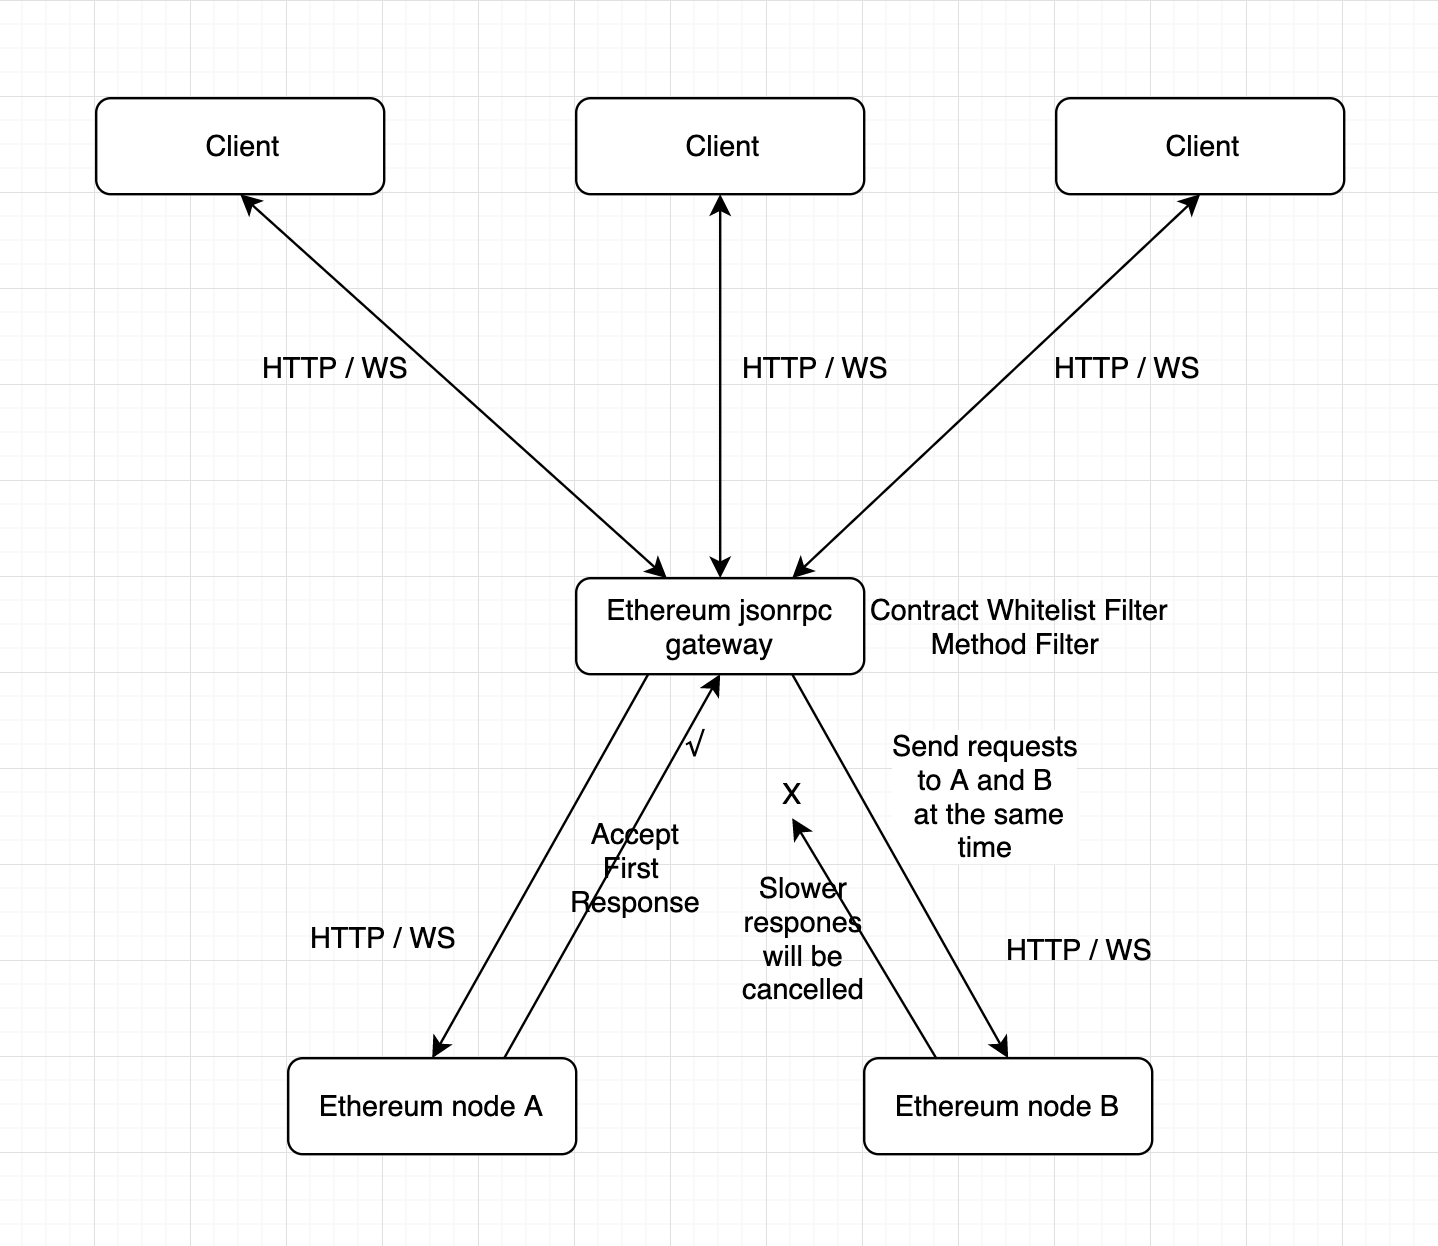 Client
Client
Client
HTTP / WS
HTTP / WS
HTTP / WS
Ethereum jsonrpc
gateway
Contract Whitelist Filter
Method Filter
√
Send requests
to A and B
at the same
time
X
Accept
First
Response
Slower
respones
will be
cancelled
HTTP / WS
HTTP / WS
Ethereum node A
Ethereum node B